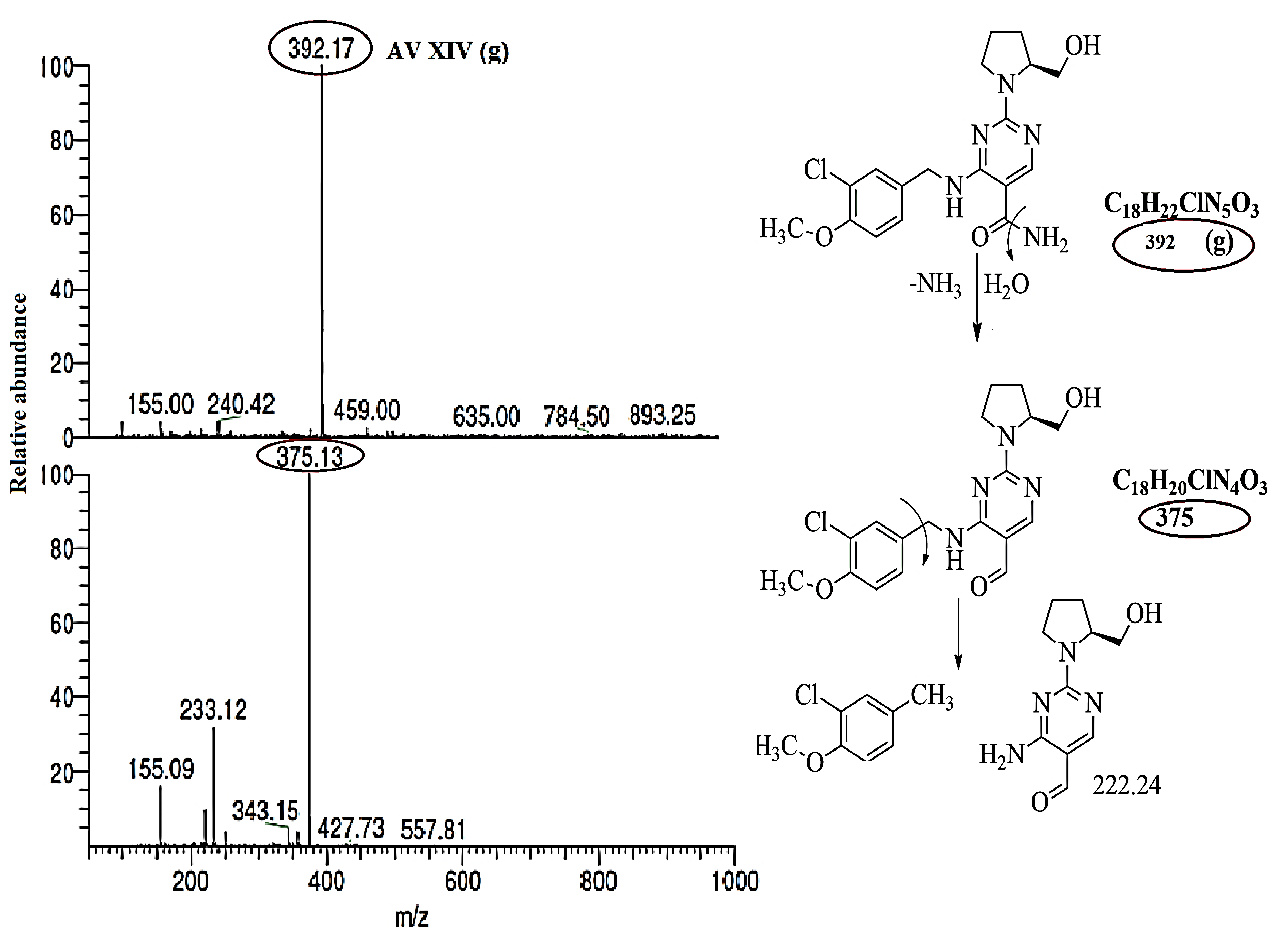 392.17 AV XIV (g)
100
80
60
40
20
0
155.00 240.42 459.00 635.00 784.50 893.25
Relative abundance
375.13
100
80
60
40
20
233.12
155.09
343.15 427.73 557.81
200 400 600 800 1000
m/z
OH
N
N N
Cl
N
H
H₃C O
O NH₂
C₁₈H₂₂ClN₅O₃
392 (g)
-NH₃ H₂O
OH
N
N N
Cl
N
H
H₃C O
O
C₁₈H₂₀ClN₄O₃
375
Cl CH₃
H₃C O
OH
N
N N
H₂N
O
222.24